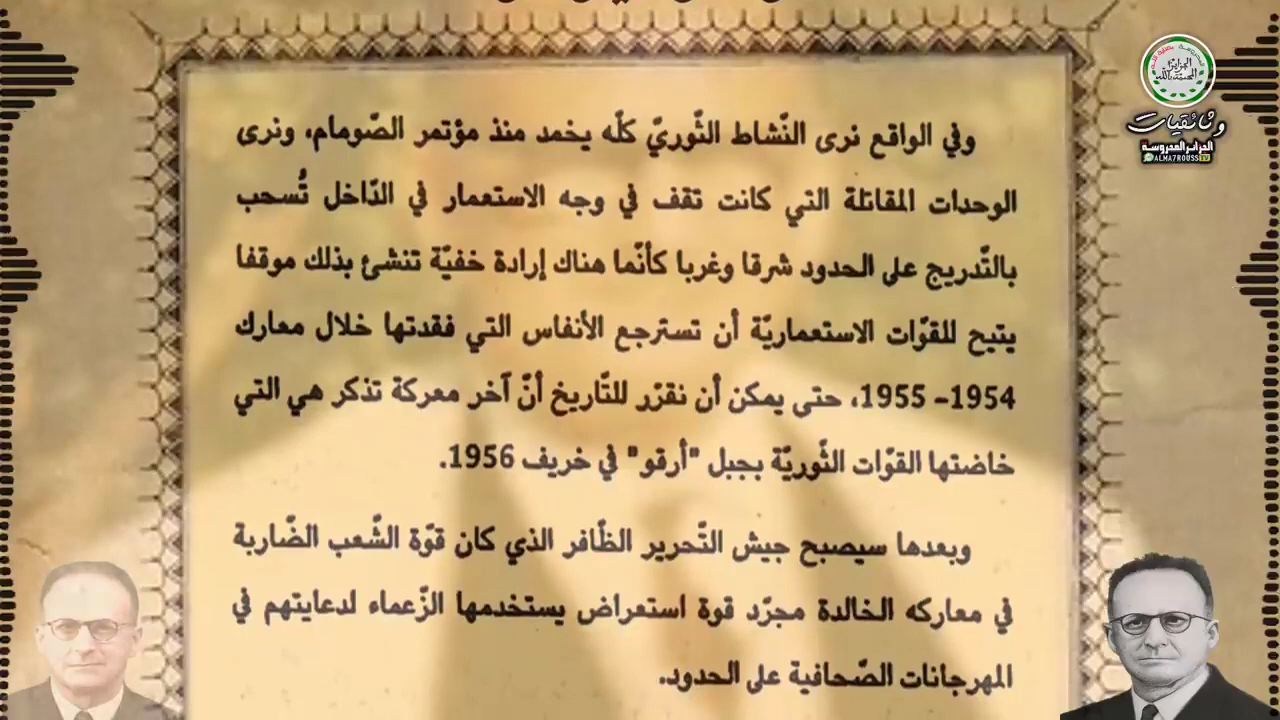 وفي الواقع نرى النّشاط الثّوريّ كلّه يخمد منذ مؤتمر الصّومام، ونرى
الوحدات المقاتلة التي كانت تقف في وجه الاستعمار في الدّاخل تُسحب
بالتّدريج على الحدود شرقا وغربا كأنّما هناك إرادة خفيّة تنشئ بذلك موقفا
يتيح للقوّات الاستعماريّة أن تسترجع الأنفاس التي فقدتها خلال معارك
1954– 1955، حتى يمكن أن نقرّر للتّاريخ أنّ آخر معركة تذكر هي التي
خاضتها القوّات الثّوريّة بجبل "أرقو" في خريف 1956.
وبعدها سيصبح جيش التّحرير الظّافر الذي كان قوّة الشّعب الضّاربة
في معاركه الخالدة مجرّد قوة استعراض يستخدمها الزّعماء لدعايتهم في
المهرجانات الصّحافية على الحدود.
وثائقيات
الجزائر المحروسة
ALMA7ROUSSTV